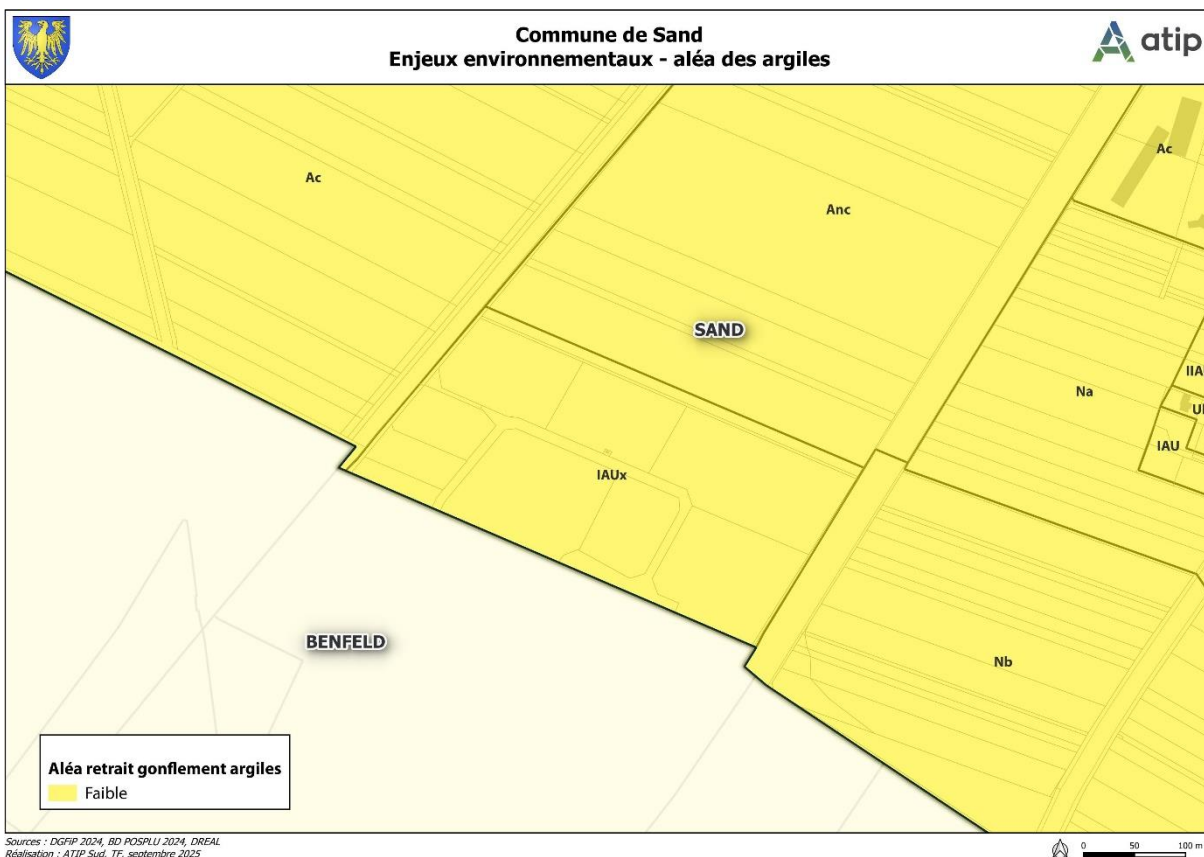 Commune de Sand
Enjeux environnementaux - aléa des argiles
atip
Ac
Anc
Ac
SAND
Na
IAU
IAUx
BENFELD
Nb
Aléa retrait gonflement argiles
Faible
Sources : DGFiP 2024, BD POSPLU 2024, DREAL
Réalisation : ATIP Sud, TF, septembre 2025
0 50 100 m